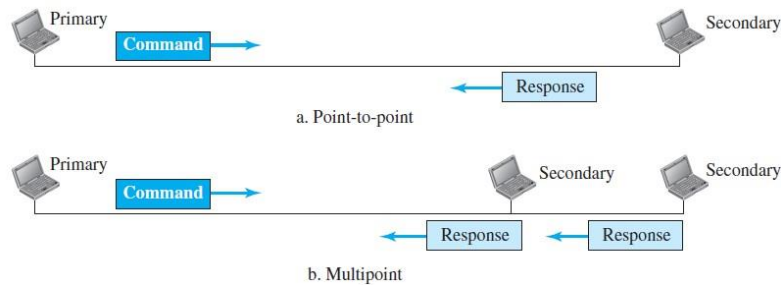 Primary
Secondary
Command
Response
a. Point-to-point
Primary
Secondary
Secondary
Command
Response
Response
b. Multipoint